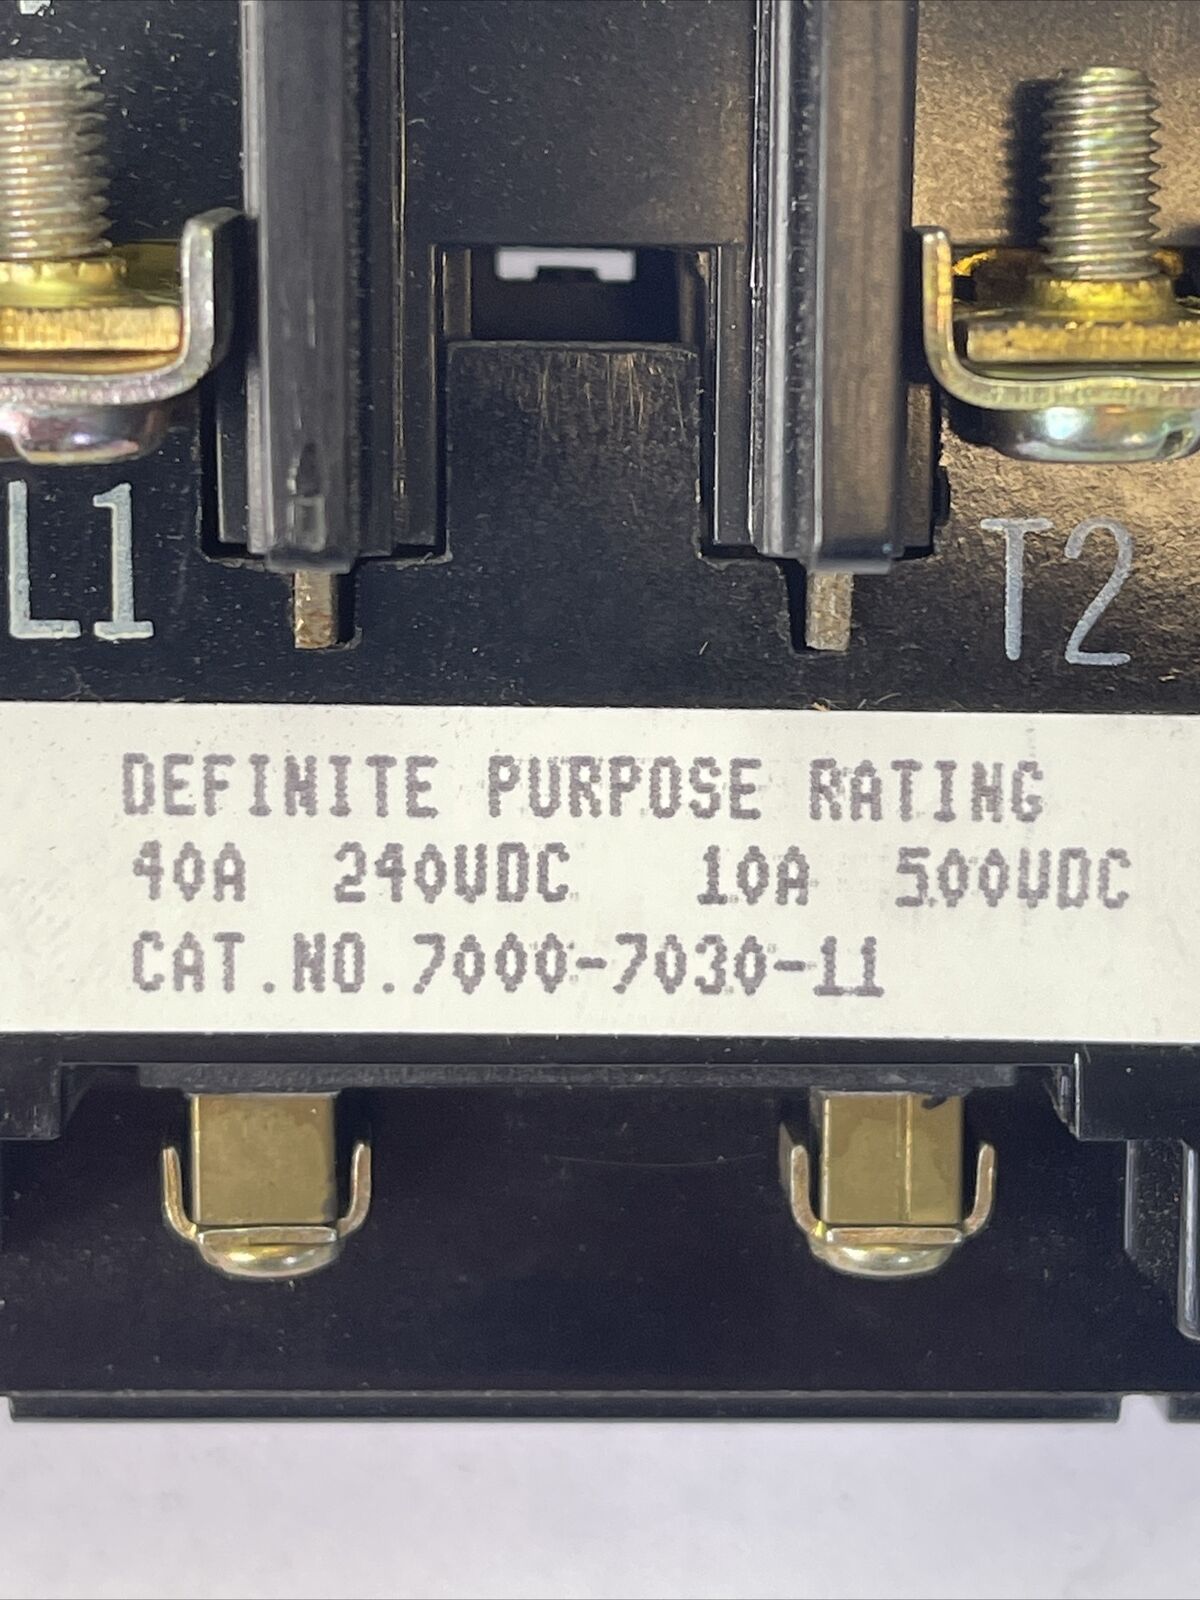 L1
T2
DEFINITE PURPOSE RATING
40A 240VDC 10A 500VDC
CAT.NO.7000-7030-11